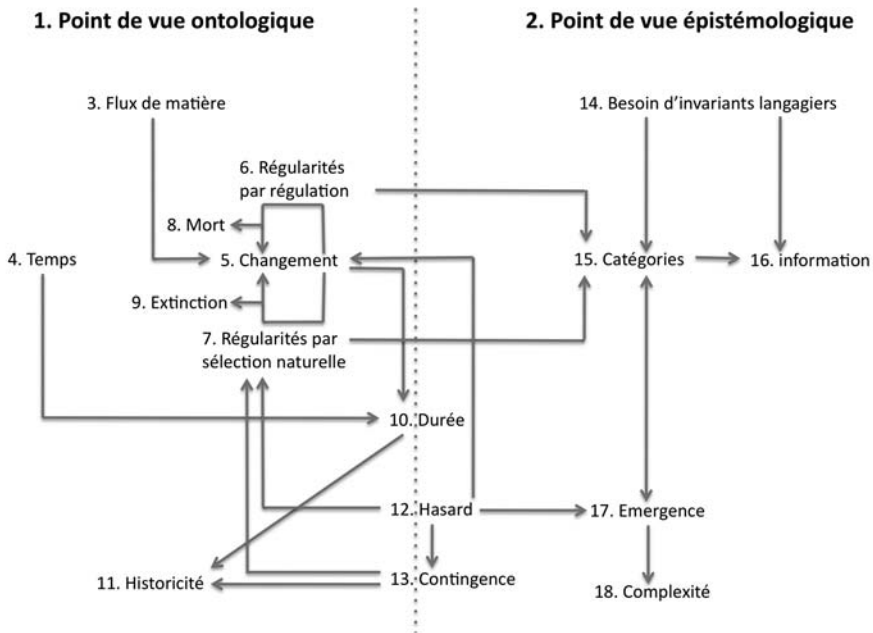 1. Point de vue ontologique
2. Point de vue épistémologique
3. Flux de matière
14. Besoin d'invariants langagiers
6. Régularités
par régulation
8. Mort
4. Temps
5. Changement
15. Catégories
16. information
9. Extinction
7. Régularités par
sélection naturelle
10. Durée
12. Hasard
17. Emergence
11. Historicité
13. Contingence
18. Complexité